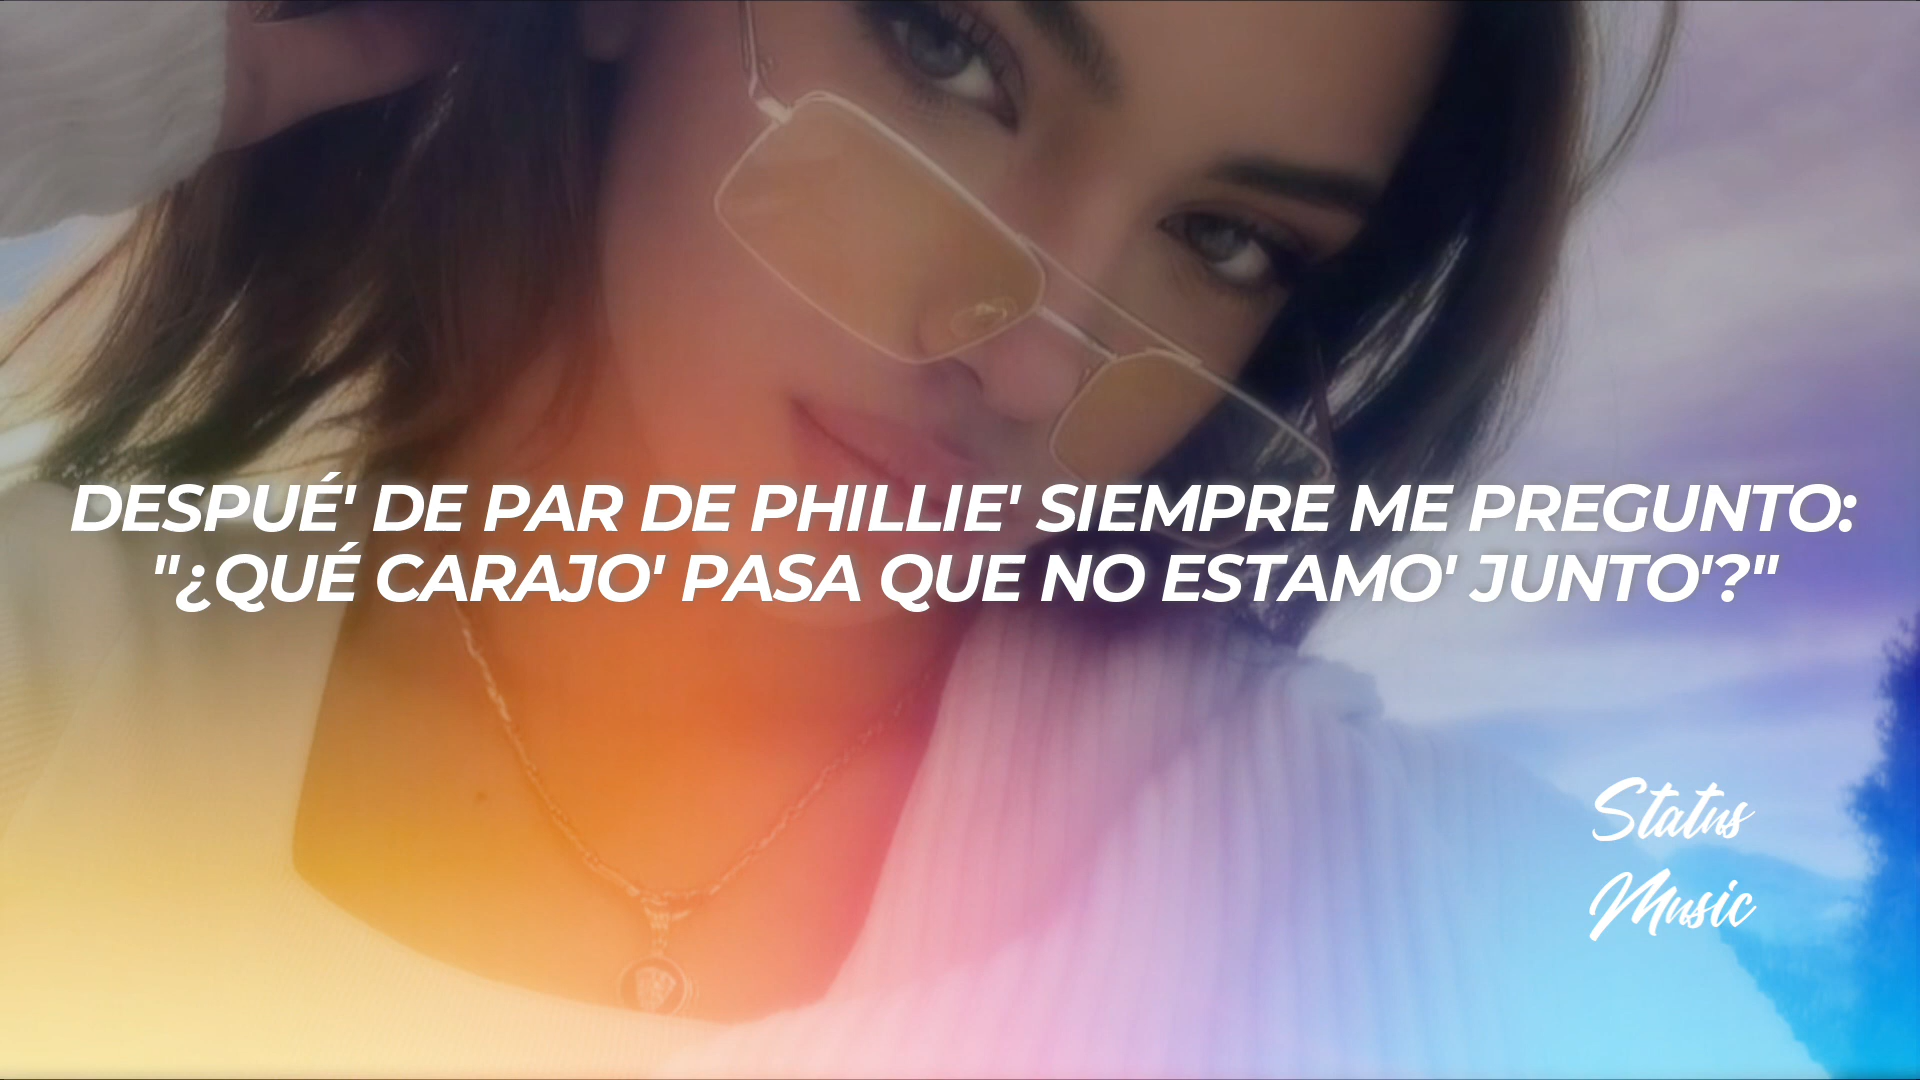 DESPUÉ' DE PAR DE PHILLIE' SIEMPRE ME PREGUNTO:
"¿QUÉ CARAJO' PASA QUE NO ESTAMO' JUNTO'?"
Status
Music